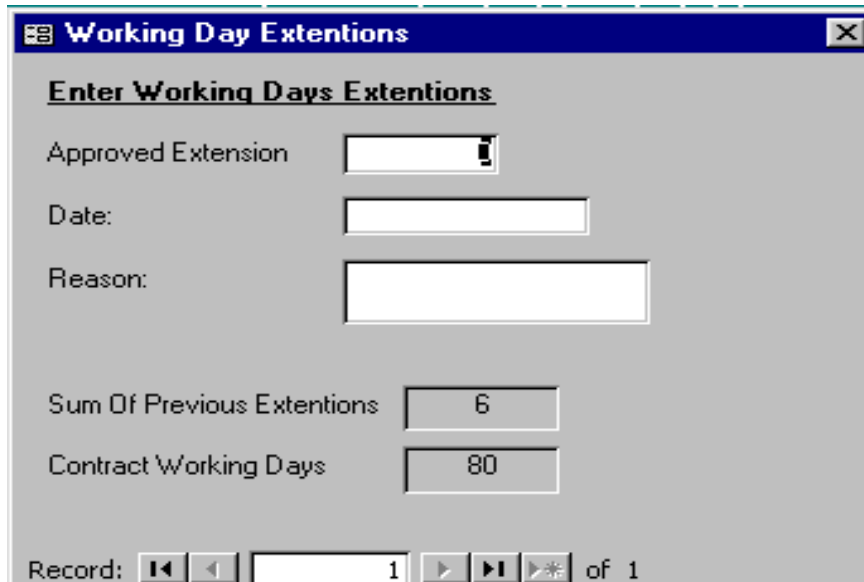 Working Day Extentions
Enter Working Days Extentions
Approved Extension
Date:
Reason:
Sum Of Previous Extentions 6
Contract Working Days 80
Record: 1 of 1